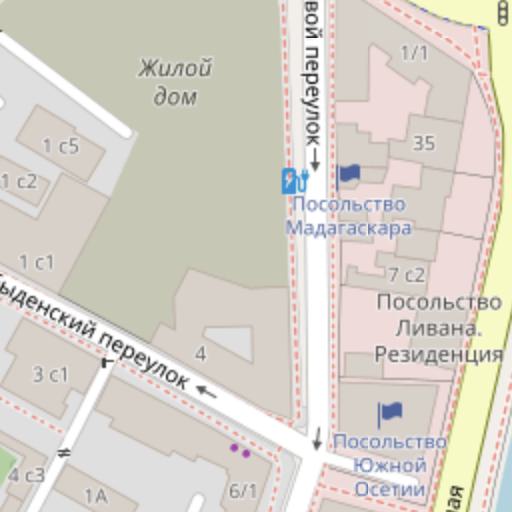 вой переулок
1/1
Жилой
дом
1 с5
35
1 с2
Посольство
Мадагаскара
1 с1
7 с2
Посольство
Ливана.
Резиденция
ыденский переулок
4
3 с1
Посольство
Южной
Осетии
4 с3
1А
6/1
ная